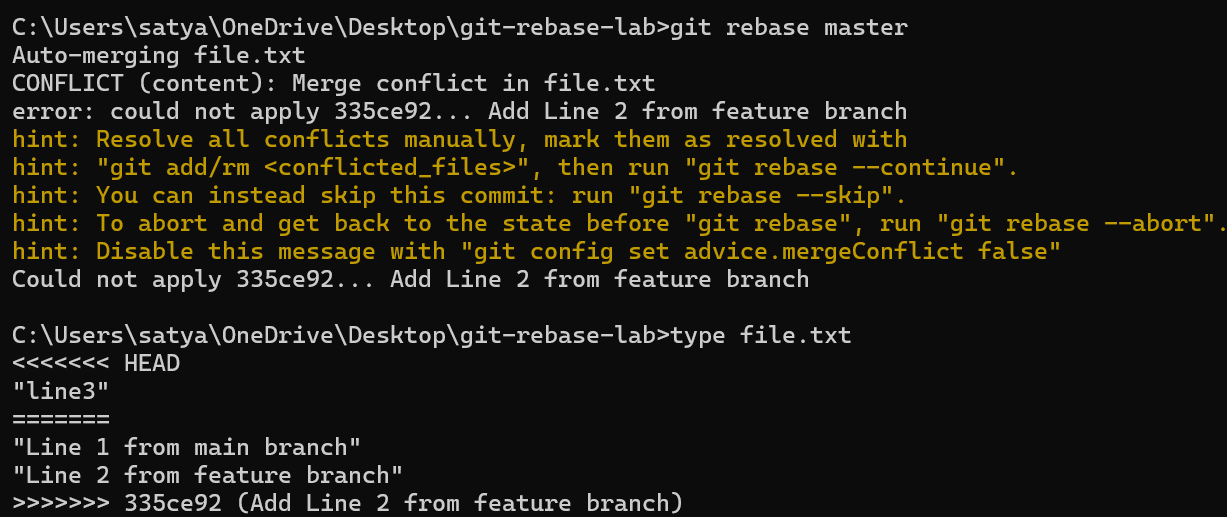 C:\Users\satya\OneDrive\Desktop\git-rebase-lab>git rebase master
Auto-merging file.txt
CONFLICT (content): Merge conflict in file.txt
error: could not apply 335ce92... Add Line 2 from feature branch
hint: Resolve all conflicts manually, mark them as resolved with
hint: "git add/rm <conflicted_files>", then run "git rebase --continue".
hint: You can instead skip this commit: run "git rebase --skip".
hint: To abort and get back to the state before "git rebase", run "git rebase --abort".
hint: Disable this message with "git config set advice.mergeConflict false"
Could not apply 335ce92... Add Line 2 from feature branch
C:\Users\satya\OneDrive\Desktop\git-rebase-lab>type file.txt
<<<<<<< HEAD
"line3"
=======
"Line 1 from main branch"
"Line 2 from feature branch"
>>>>>>> 335ce92 (Add Line 2 from feature branch)